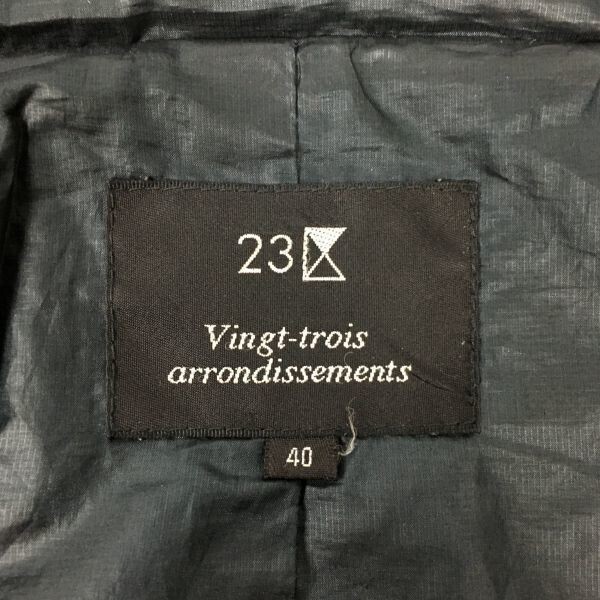 23区
Vingt-trois
arrondissements
40